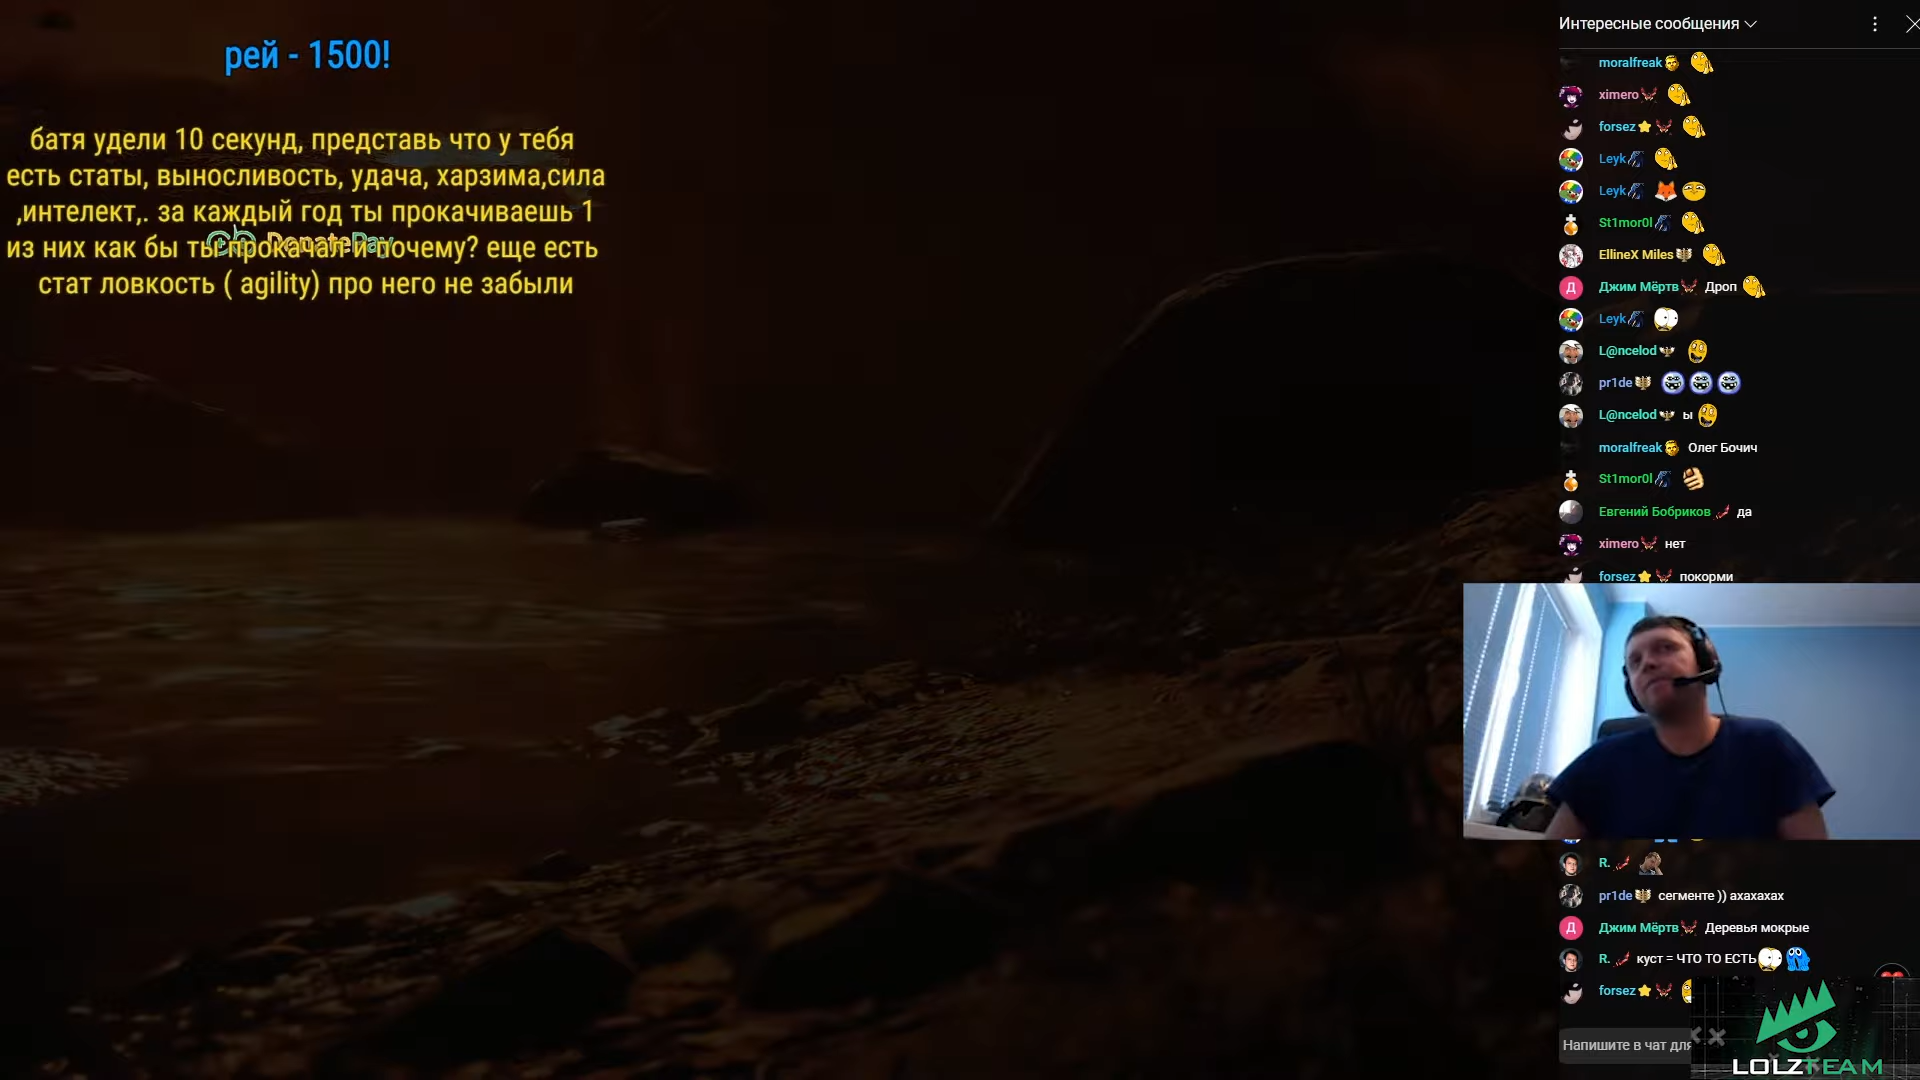 рей - 1500!
батя удели 10 секунд, представь что у тебя
есть статы, выносливость, удача, харзима,сила
,интелект,. за каждый год ты прокачиваешь 1
из них как бы ты прокачал и почему? еще есть
стат ловкость ( agility) про него не забыли
DonatePay
Интересные сообщения
moralfreak
ximero
forsez
Leyk
Leyk
St1mor0l
EllineX Miles
Д Джим Мёртв Дроп
Leyk
L@ncelod
pr1de
L@ncelod ы
moralfreak Олег Бочич
St1mor0l
Евгений Бобриков да
ximero нет
forsez покорми
R.
pr1de сегменте )) ахахахах
Д Джим Мёртв Деревья мокрые
R. куст = ЧТО ТО ЕСТЬ
forsez
Напишите в чат для
LOLZTEAM